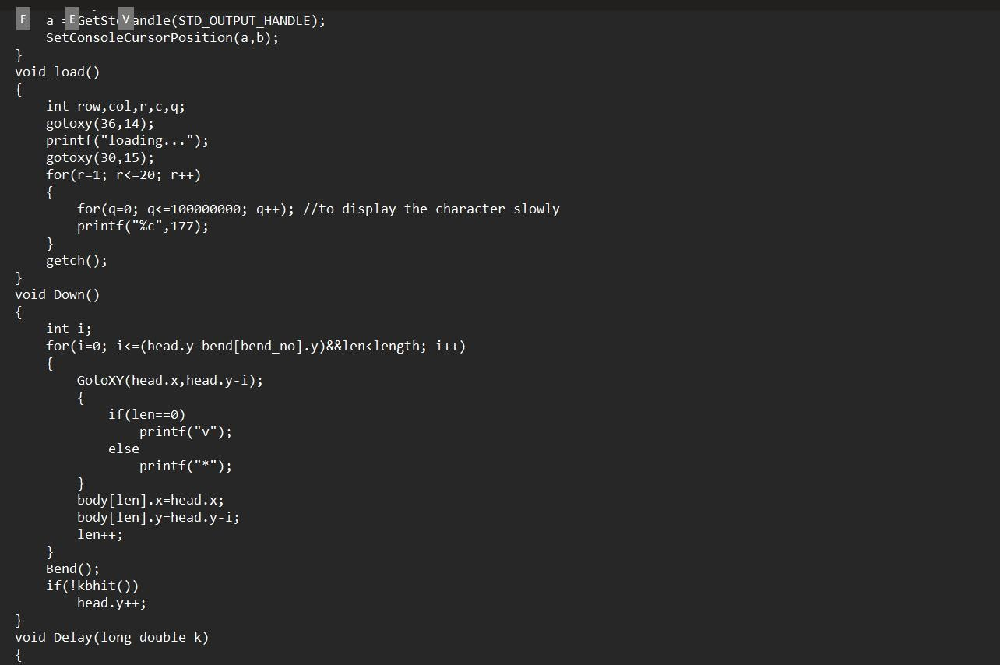 F E V
a = GetStdHandle(STD_OUTPUT_HANDLE);
SetConsoleCursorPosition(a,b);
}
void load()
{
int row,col,r,c,q;
gotoxy(36,14);
printf("loading...");
gotoxy(30,15);
for(r=1; r<=20; r++)
{
for(q=0; q<=100000000; q++); //to display the character slowly
printf("%c",177);
}
getch();
}
void Down()
{
int i;
for(i=0; i<=(head.y-bend[bend_no].y)&&len<length; i++)
{
GotoXY(head.x,head.y-i);
{
if(len==0)
printf("v");
else
printf("*");
}
body[len].x=head.x;
body[len].y=head.y-i;
len++;
}
Bend();
if(!kbhit())
head.y++;
}
void Delay(long double k)
{